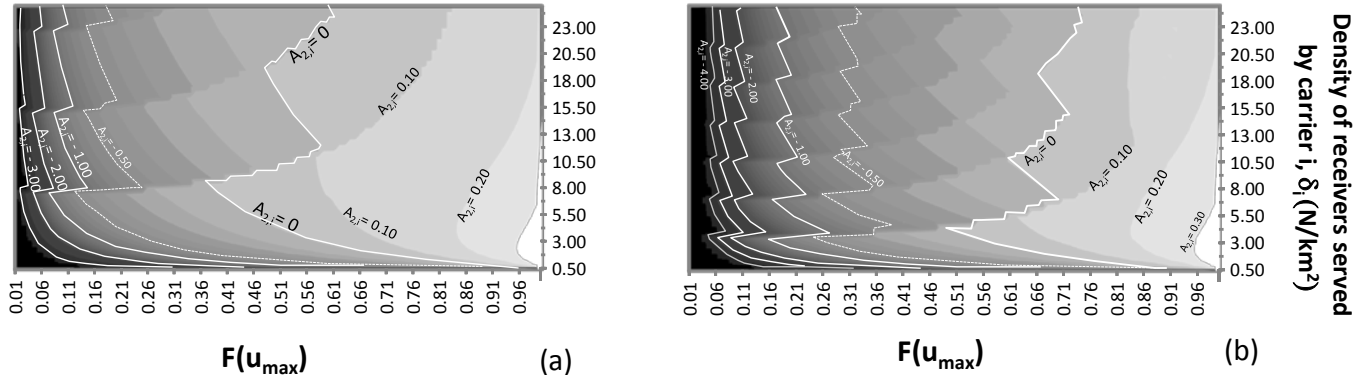 A2,i= 0
A2,i= 0.10
A2,i= 0.20
A2,i= - 0.50
A2,i= - 1.00
A2,i= - 2.00
A2,i= - 3.00
A2,i= 0
A2,i= 0.10
23.00
20.50
18.00
15.50
13.00
10.50
8.00
5.50
3.00
0.50
0.01 0.06 0.11 0.16 0.21 0.26 0.31 0.36 0.41 0.46 0.51 0.56 0.61 0.66 0.71 0.76 0.81 0.86 0.91 0.96
F(umax)
(a)
A2,i= - 4.00
A2,i= - 3.00
A2,i= - 2.00
A2,i= - 1.00
A2,i= - 0.50
A2,i= 0
A2,i= 0.10
A2,i= 0.20
A2,i= 0.30
23.00
20.50
18.00
15.50
13.00
10.50
8.00
5.50
3.00
0.50
0.01 0.06 0.11 0.16 0.21 0.26 0.31 0.36 0.41 0.46 0.51 0.56 0.61 0.66 0.71 0.76 0.81 0.86 0.91 0.96
F(umax)
(b)
Density of receivers served
by carrier i, δi (N/km²)